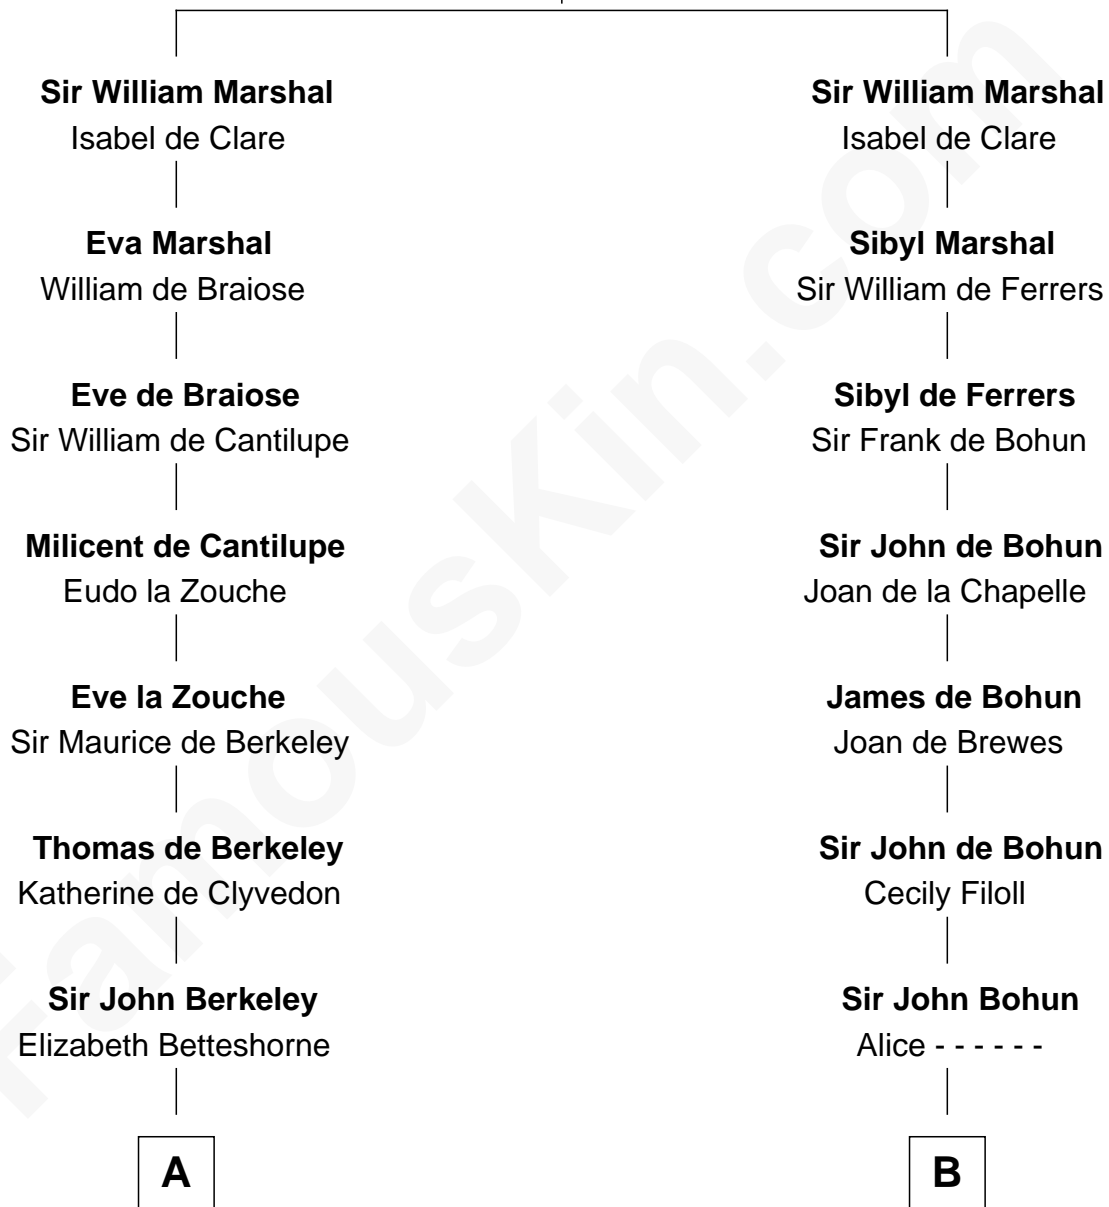 Sir William Marshal
Isabel de Clare
Eva Marshal
William de Braiose
Eve de Braiose
Sir William de Cantilupe
Milicent de Cantilupe
Eudo la Zouche
Eve la Zouche
Sir Maurice de Berkeley
Thomas de Berkeley
Katherine de Clyvedon
Sir John Berkeley
Elizabeth Betteshorne
A
Sir William Marshal
Isabel de Clare
Sibyl Marshal
Sir William de Ferrers
Sibyl de Ferrers
Sir Frank de Bohun
Sir John de Bohun
Joan de la Chapelle
James de Bohun
Joan de Brewes
Sir John de Bohun
Cecily Filoll
Sir John Bohun
Alice - - - - - -
B
FamousKin.com